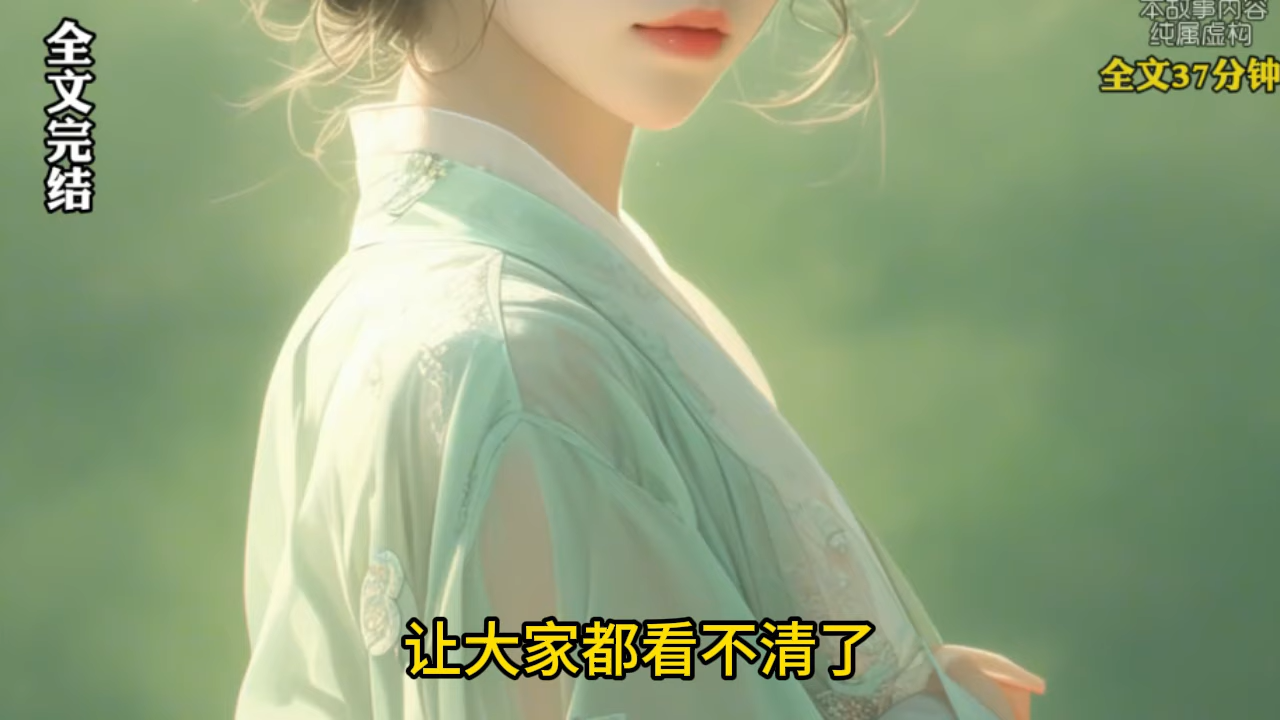 全文完结
本故事内容
纯属虚构
全文37分钟
让大家都看不清了